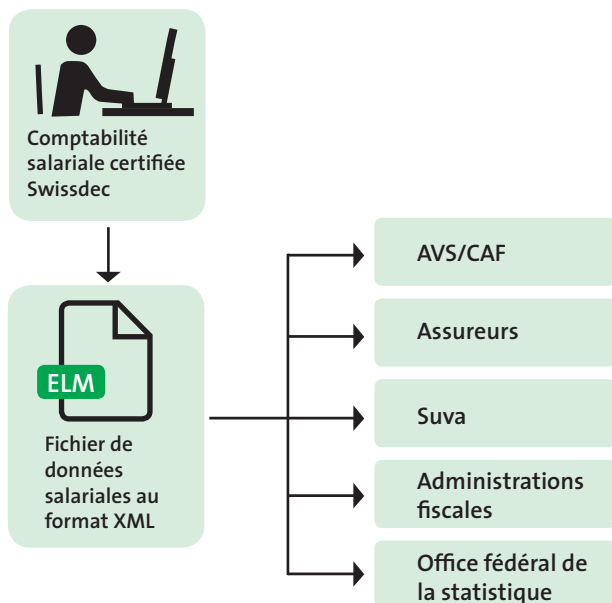 Comptabilité
salariale certifiée
Swissdec
ELM
Fichier de
données
salariales au
format XML
AVS/CAF
Assureurs
Suva
Administrations
fiscales
Office fédéral de
la statistique